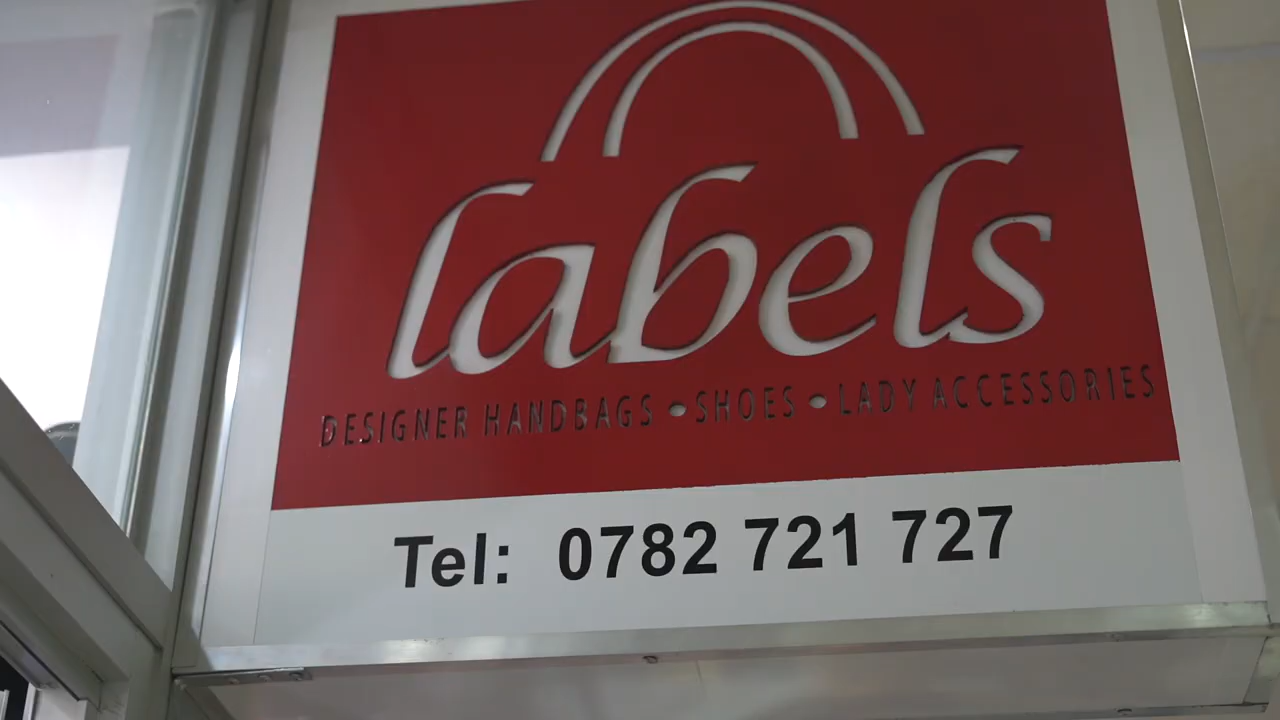 labels
DESIGNER HANDBAGS • SHOES • LADY ACCESSORIES
Tel: 0782 721 727